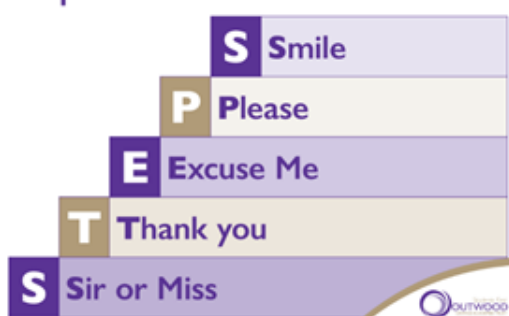 S Smile
P Please
E Excuse Me
T Thank you
S Sir or Miss
OUTWOOD